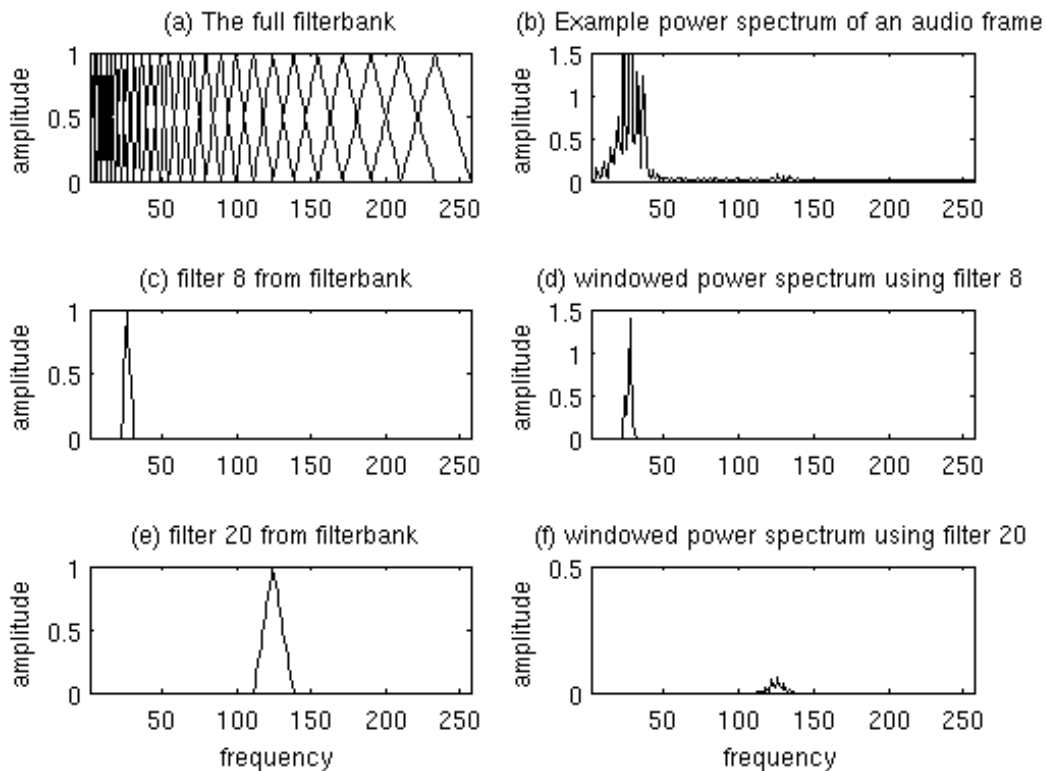 (a) The full filterbank
amplitude
1
0.5
0
50 100 150 200 250
(b) Example power spectrum of an audio frame
amplitude
1.5
1
0.5
0
50 100 150 200 250
(c) filter 8 from filterbank
amplitude
1
0.5
0
50 100 150 200 250
(d) windowed power spectrum using filter 8
amplitude
1.5
1
0.5
0
50 100 150 200 250
(e) filter 20 from filterbank
amplitude
1
0.5
0
50 100 150 200 250
frequency
(f) windowed power spectrum using filter 20
amplitude
0.5
0
50 100 150 200 250
frequency